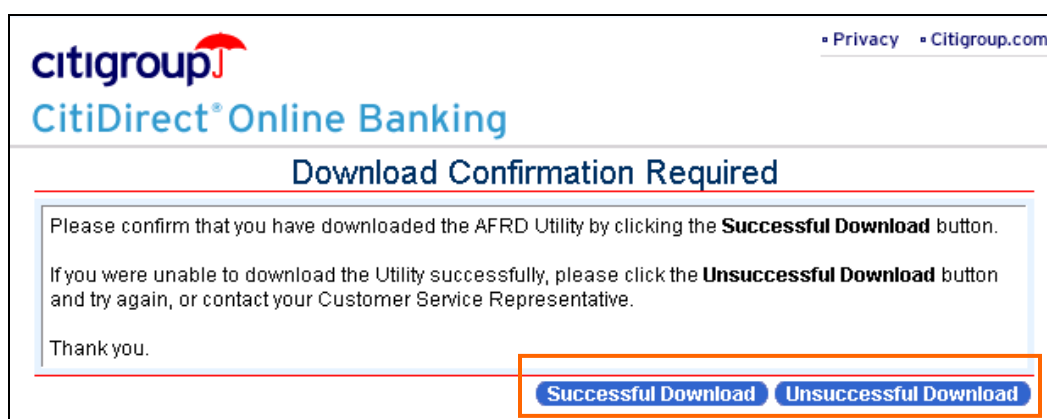 citigroup
▫ Privacy ▫ Citigroup.com
CitiDirect® Online Banking
Download Confirmation Required
Please confirm that you have downloaded the AFRD Utility by clicking the Successful Download button.
If you were unable to download the Utility successfully, please click the Unsuccessful Download button
and try again, or contact your Customer Service Representative.
Thank you.
Successful Download Unsuccessful Download